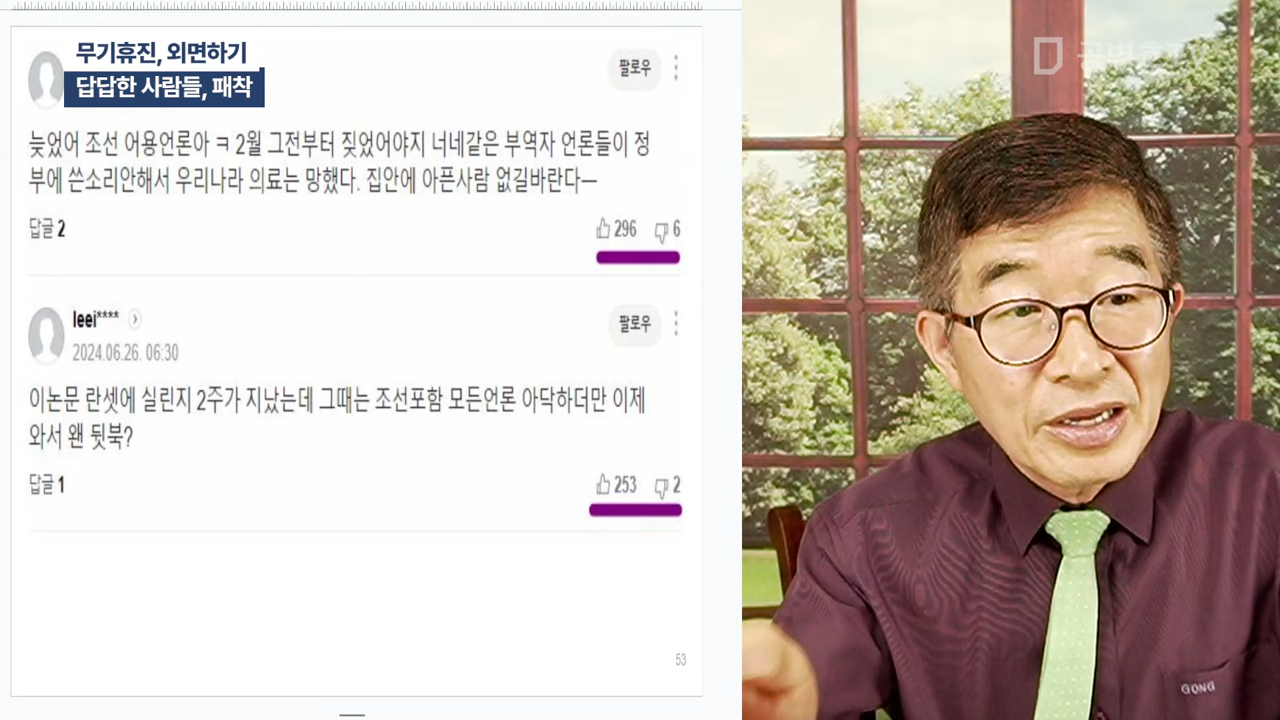 무기휴진, 외면하기
답답한 사람들, 패착
팔로우
늦었어 조선 어용언론아 ㅋ 2월 그전부터 짖었어야지 너네같은 부역자 언론들이 정
부에 쓴소리안해서 우리나라 의료는 망했다. 집안에 아픈사람 없길바란다ㅡ
답글 2
296 6
leei****
팔로우
2024.06.26. 06:30
이논문 란셋에 실린지 2주가 지났는데 그때는 조선포함 모든언론 아닥하더만 이제
와서 왠 뒷북?
답글 1
253 2
53
공병호TV
GONG